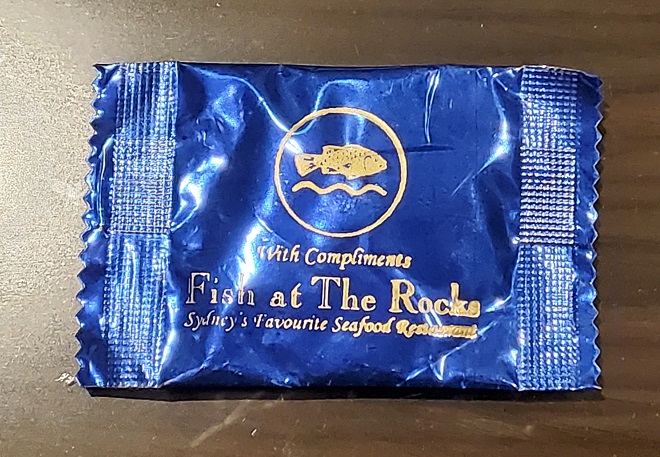 With Compliments
Fish at The Rocks
Sydney's Favourite Seafood Restaurant